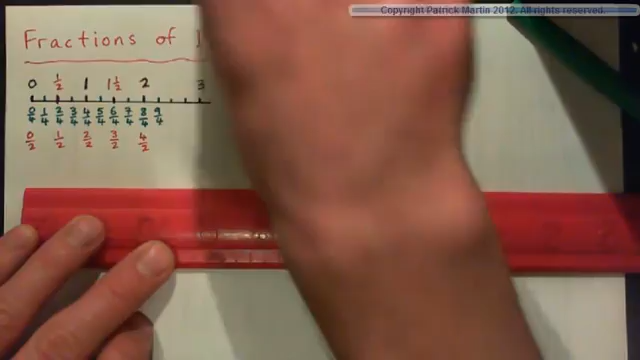 Copyright Patrick Martin 2012. All rights reserved.
Fractions of
0 1/2 1 1 1/2 2 3
0/4 1/4 2/4 3/4 4/4 5/4 6/4 7/4 8/4 9/4
0/2 1/2 2/2 3/2 4/2